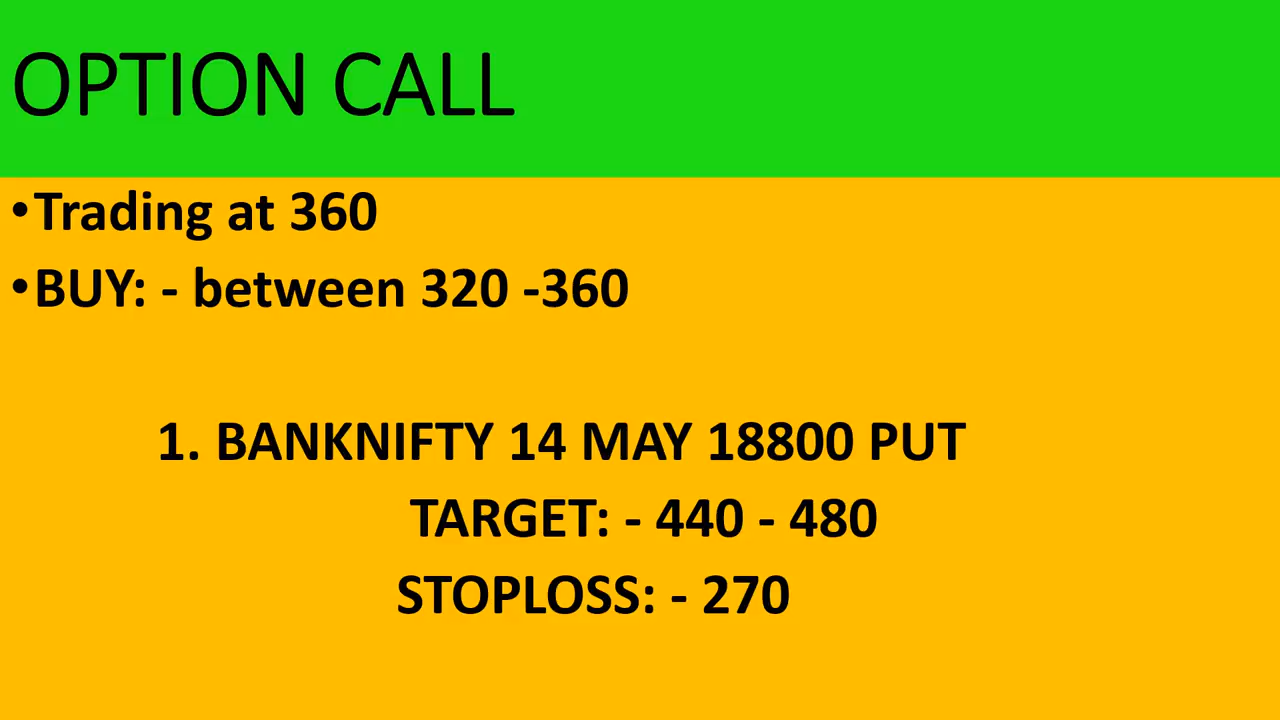 OPTION CALL
•Trading at 360
•BUY: - between 320 -360
1. BANKNIFTY 14 MAY 18800 PUT
TARGET: - 440 - 480
STOPLOSS: - 270